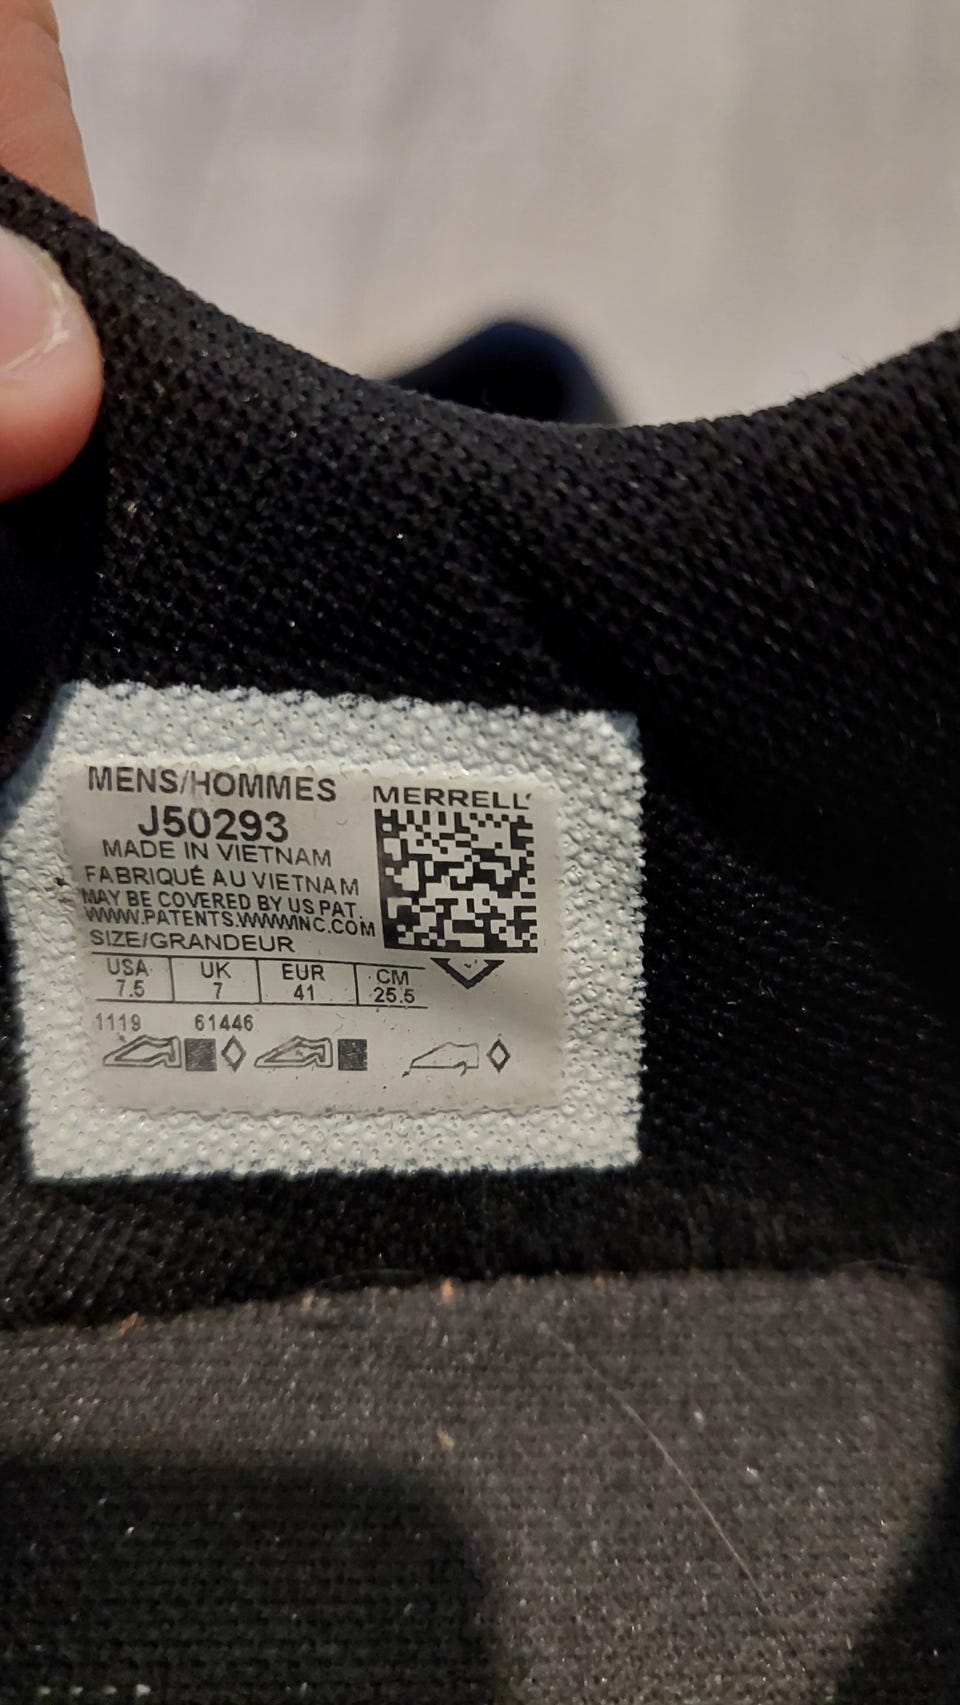 MENS/HOMMES
J50293
MADE IN VIETNAM
FABRIQUÉ AU VIETNAM
MAY BE COVERED BY US PAT.
WWW.PATENTS.WWWINC.COM
SIZE/GRANDEUR
USA UK EUR CM
7.5 7 41 25.5
1119 61446
MERRELL